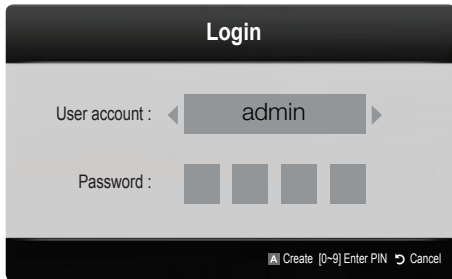 Login
User account :
admin
Password :
A Create [0~9] Enter PIN Cancel